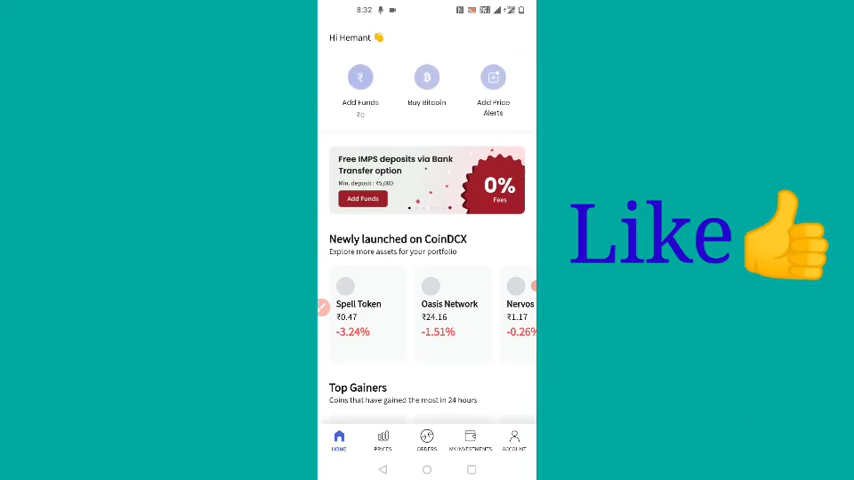 8:32
Hi Hemant 👋
Add Funds
₹0
Buy Bitcoin
Add Price
Alerts
Free IMPS deposits via Bank
Transfer option
Min. deposit: ₹5,000
Add Funds
0%
Fees
Newly launched on CoinDCX
Explore more assets for your portfolio
Spell Token
₹0.47
-3.24%
Oasis Network
₹24.16
-1.51%
Nervos
₹1.17
-0.26%
Top Gainers
Coins that have gained the most in 24 hours
HOME
PRICES
ORDERS
MY INVESTMENTS
ACCOUNT
Like 👍